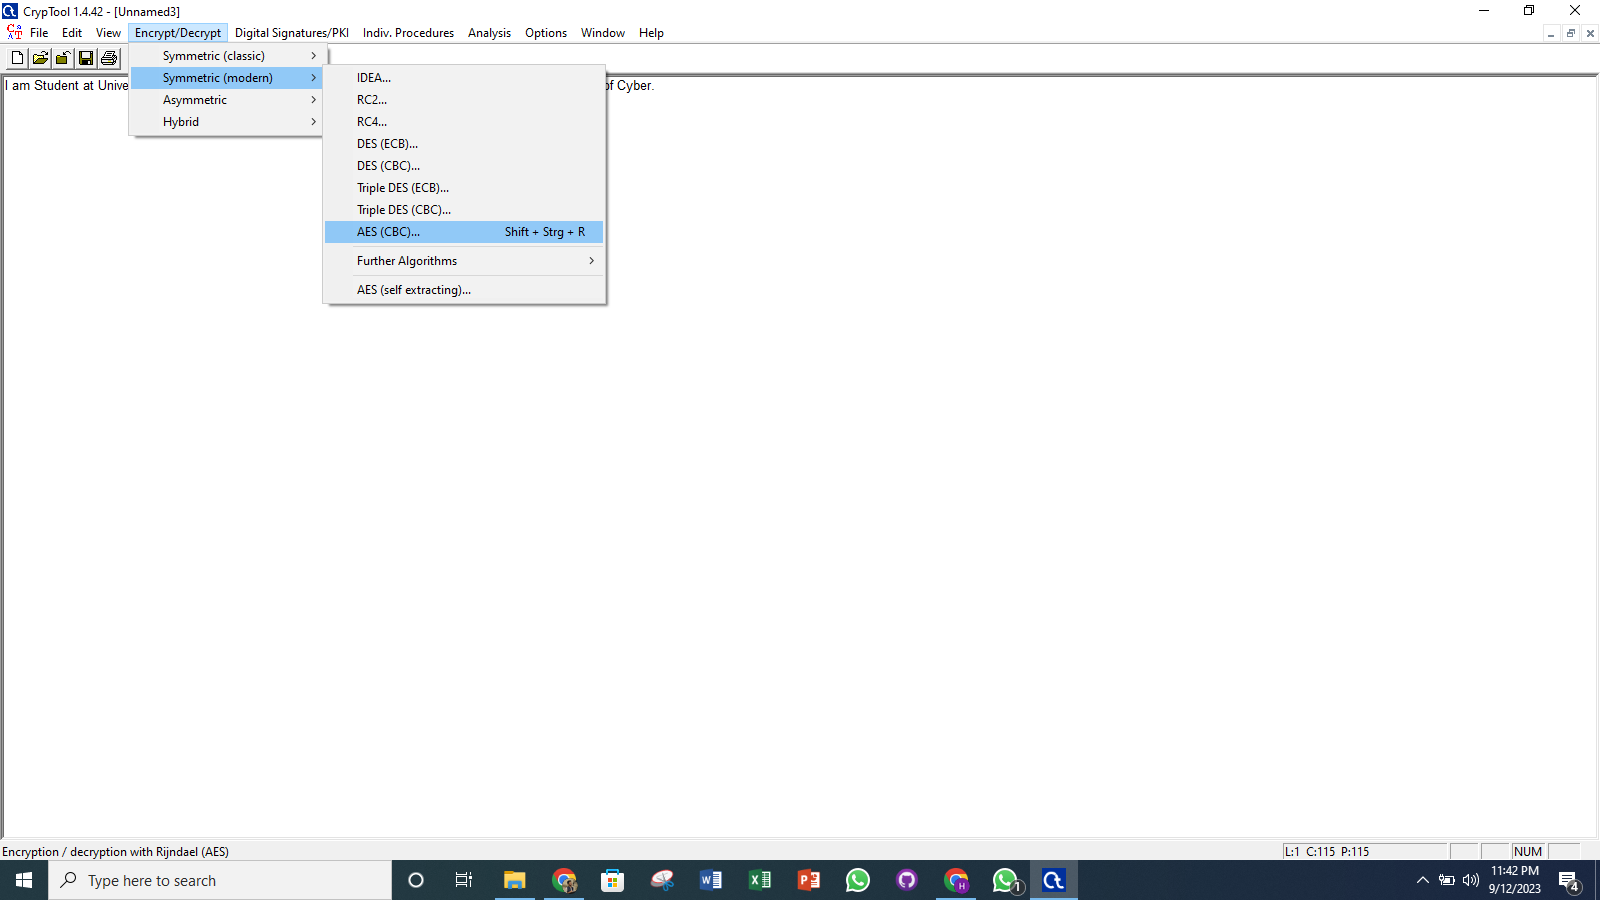 CrypTool 1.4.42 - [Unnamed3]
File Edit View Encrypt/Decrypt Digital Signatures/PKI Indiv. Procedures Analysis Options Window Help
Symmetric (classic)
Symmetric (modern)
Asymmetric
Hybrid
I am Student at Unive
of Cyber.
IDEA...
RC2...
RC4...
DES (ECB)...
DES (CBC)...
Triple DES (ECB)...
Triple DES (CBC)...
AES (CBC)... Shift + Strg + R
Further Algorithms
AES (self extracting)...
Encryption / decryption with Rijndael (AES)
L:1 C:115 P:115
NUM
Type here to search
H
1
11:42 PM
9/12/2023
4